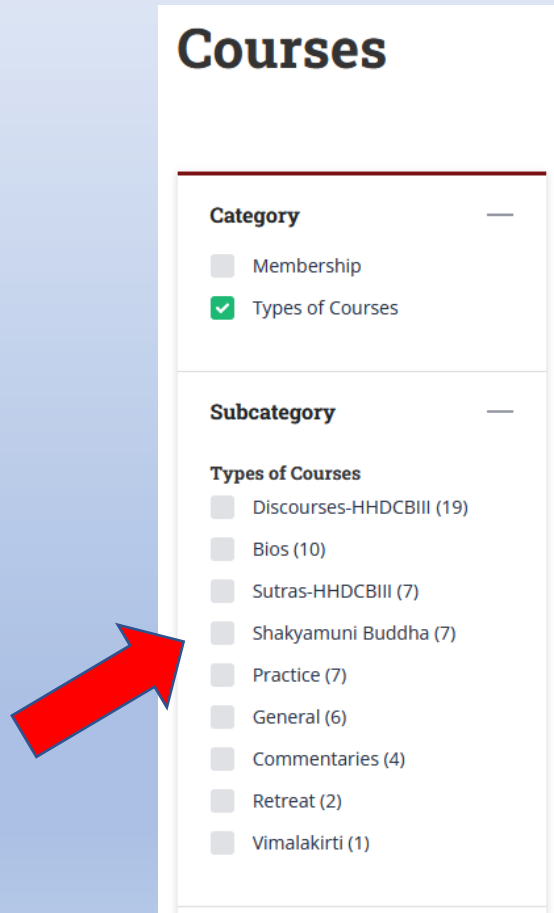 Courses
Category
Membership
Types of Courses
Subcategory
Types of Courses
Discourses-HHDCBIII (19)
Bios (10)
Sutras-HHDCBIII (7)
Shakyamuni Buddha (7)
Practice (7)
General (6)
Commentaries (4)
Retreat (2)
Vimalakirti (1)